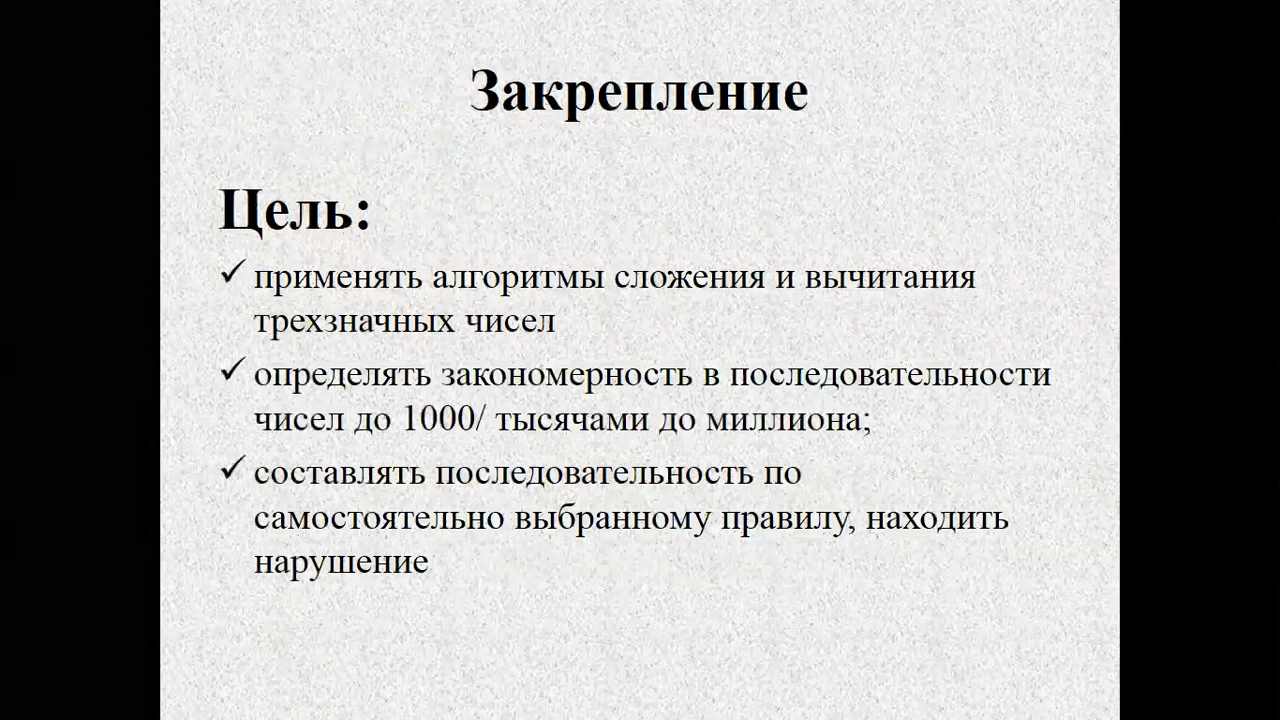 Закрепление
Цель:
применять алгоритмы сложения и вычитания
трехзначных чисел
определять закономерность в последовательности
чисел до 1000/ тысячами до миллиона;
составлять последовательность по
самостоятельно выбранному правилу, находить
нарушение